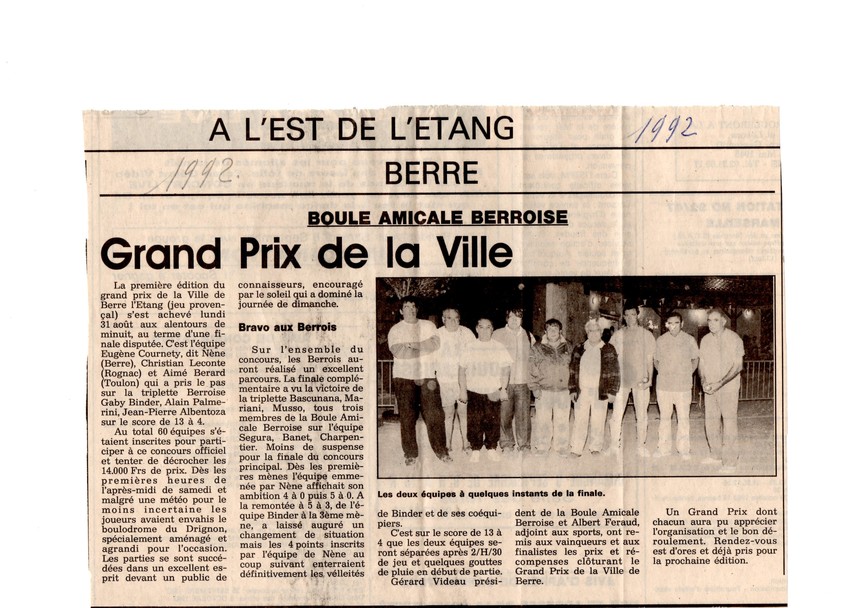 A L'EST DE L'ETANG
1992
1992.
BERRE
BOULE AMICALE BERROISE
Grand Prix de la Ville
La première édition du
grand prix de la Ville de
Berre l'Etang (jeu proven-
çal) s'est achevé lundi
31 août aux alentours de
minuit, au terme d'une fi-
nale disputée. C'est l'équipe
Eugène Cournety, dit Nène
(Berre), Christian Leconte
(Rognac) et Aimé Berard
(Toulon) qui a pris le pas
sur la triplette Berroise
Gaby Binder, Alain Palme-
rini, Jean-Pierre Albentoza
sur le score de 13 à 4.
Au total 60 équipes s'é-
taient inscrites pour parti-
ciper à ce concours officiel
et tenter de décrocher les
14.000 Frs de prix. Dès les
premières heures de
l'après-midi de samedi et
malgré une météo pour le
moins incertaine les
joueurs avaient envahis le
boulodrome du Drignon,
spécialement aménagé et
agrandi pour l'occasion.
Les parties se sont succé-
dées dans un excellent es-
prit devant un public de
connaisseurs, encouragé
par le soleil qui a dominé la
journée de dimanche.
Bravo aux Berrois
Sur l'ensemble du
concours, les Berrois au-
ront réalisé un excellent
parcours. La finale complé-
mentaire a vu la victoire de
la triplette Bascunana, Ma-
riani, Musso, tous trois
membres de la Boule Ami-
cale Berroise sur l'équipe
Segura, Banet, Charpen-
tier. Moins de suspense
pour la finale du concours
principal. Dès les premiè-
res mènes l'équipe emme-
née par Nène affichait son
ambition 4 à 0 puis 5 à 0. A
la remontée à 5 à 3, de l'é-
quipe Binder à la 3ème mè-
ne, a laissé auguré un
changement de situation
mais les 4 points inscrits
par l'équipe de Nène au
coup suivant enterraient
définitivement les vélleités
Les deux équipes à quelques instants de la finale.
de Binder et de ses coéqui-
piers.
C'est sur le score de 13 à
4 que les deux équipes se-
ront séparées après 2/H/30
de jeu et quelques gouttes
de pluie en début de partie.
Gérard Videau prési-
dent de la Boule Amicale
Berroise et Albert Feraud,
adjoint aux sports, ont re-
mis aux vainqueurs et aux
finalistes les prix et ré-
compenses clôturant le
Grand Prix de la Ville de
Berre.
Un Grand Prix dont
chacun aura pu apprécier
l'organisation et le bon dé-
roulement. Rendez-vous
est d'ores et déjà pris pour
la prochaine édition.